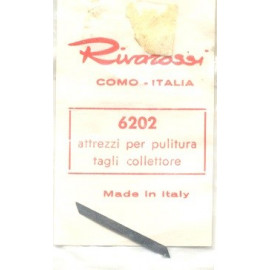 Rivarossi
COMO - ITALIA
6202
attrezzi per pulitura
tagli collettore
Made in Italy